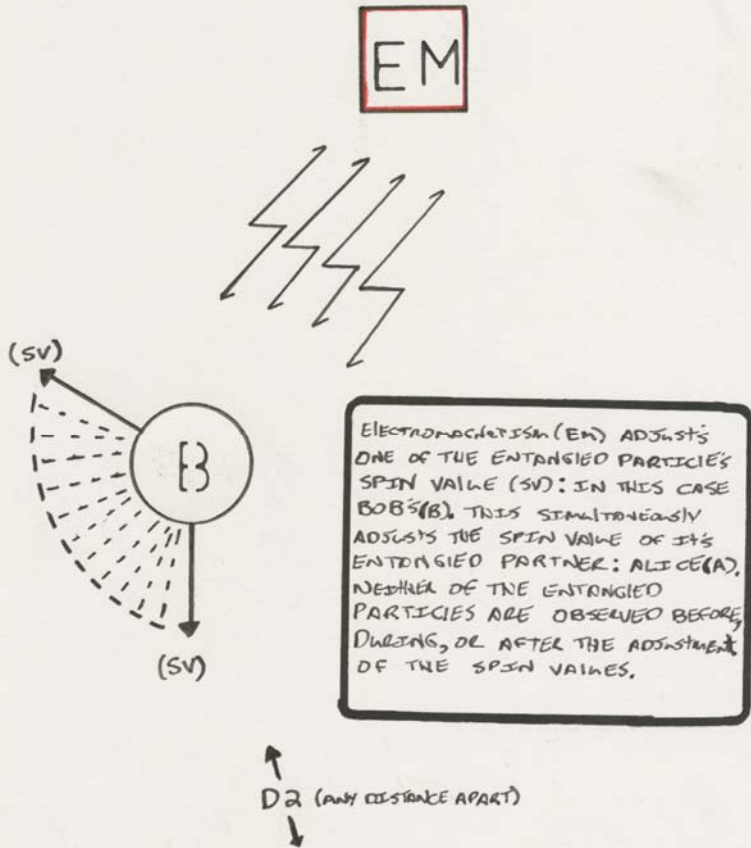 EM
(SV)
B
(SV)
ELECTROMAGNETISM (EM) ADJUST'S
ONE OF THE ENTANGLED PARTICLE'S
SPIN VALUE (SV): IN THIS CASE
BOB'S(B). THIS SIMULTANEOUSLY
ADJUSTS THE SPIN VALUE OF IT'S
ENTANGLED PARTNER: ALICE(A).
NEITHER OF THE ENTANGLED
PARTICLES ARE OBSERVED BEFORE,
DURING, OR AFTER THE ADJUSTMENT
OF THE SPIN VALUES.
D2 (ANY DISTANCE APART)